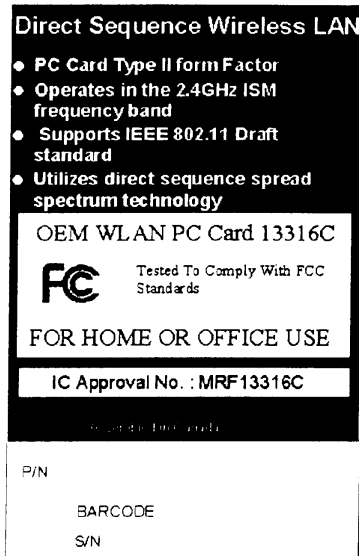 Direct Sequence Wireless LAN
• PC Card Type II form Factor
• Operates in the 2.4GHz ISM
frequency band
• Supports IEEE 802.11 Draft
standard
• Utilizes direct sequence spread
spectrum technology
OEM WLAN PC Card 13316C
FC Tested To Comply With FCC
Standards
FOR HOME OR OFFICE USE
IC Approval No. : MRF13316C
P/N
BARCODE
S/N